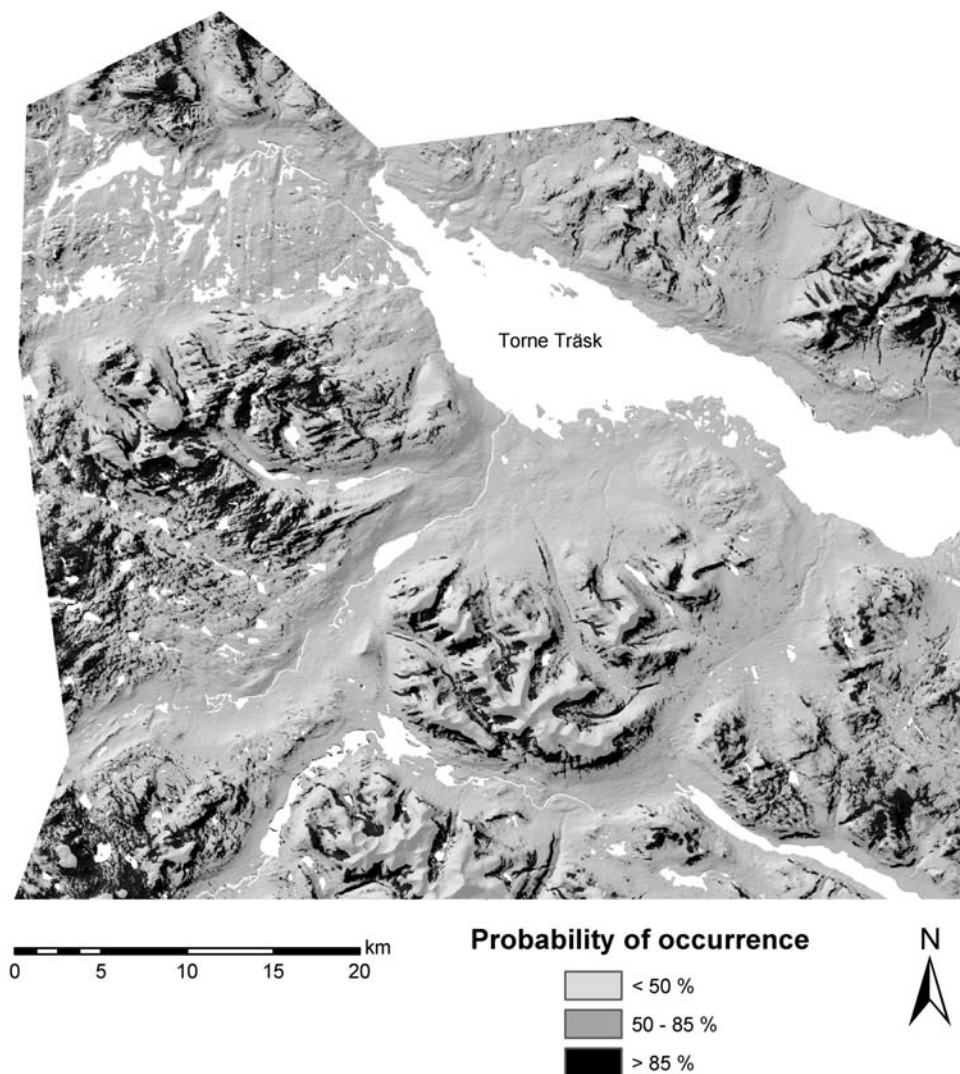 Torne Träsk
km
0 5 10 15 20
Probability of occurrence
< 50 %
50 - 85 %
> 85 %
N